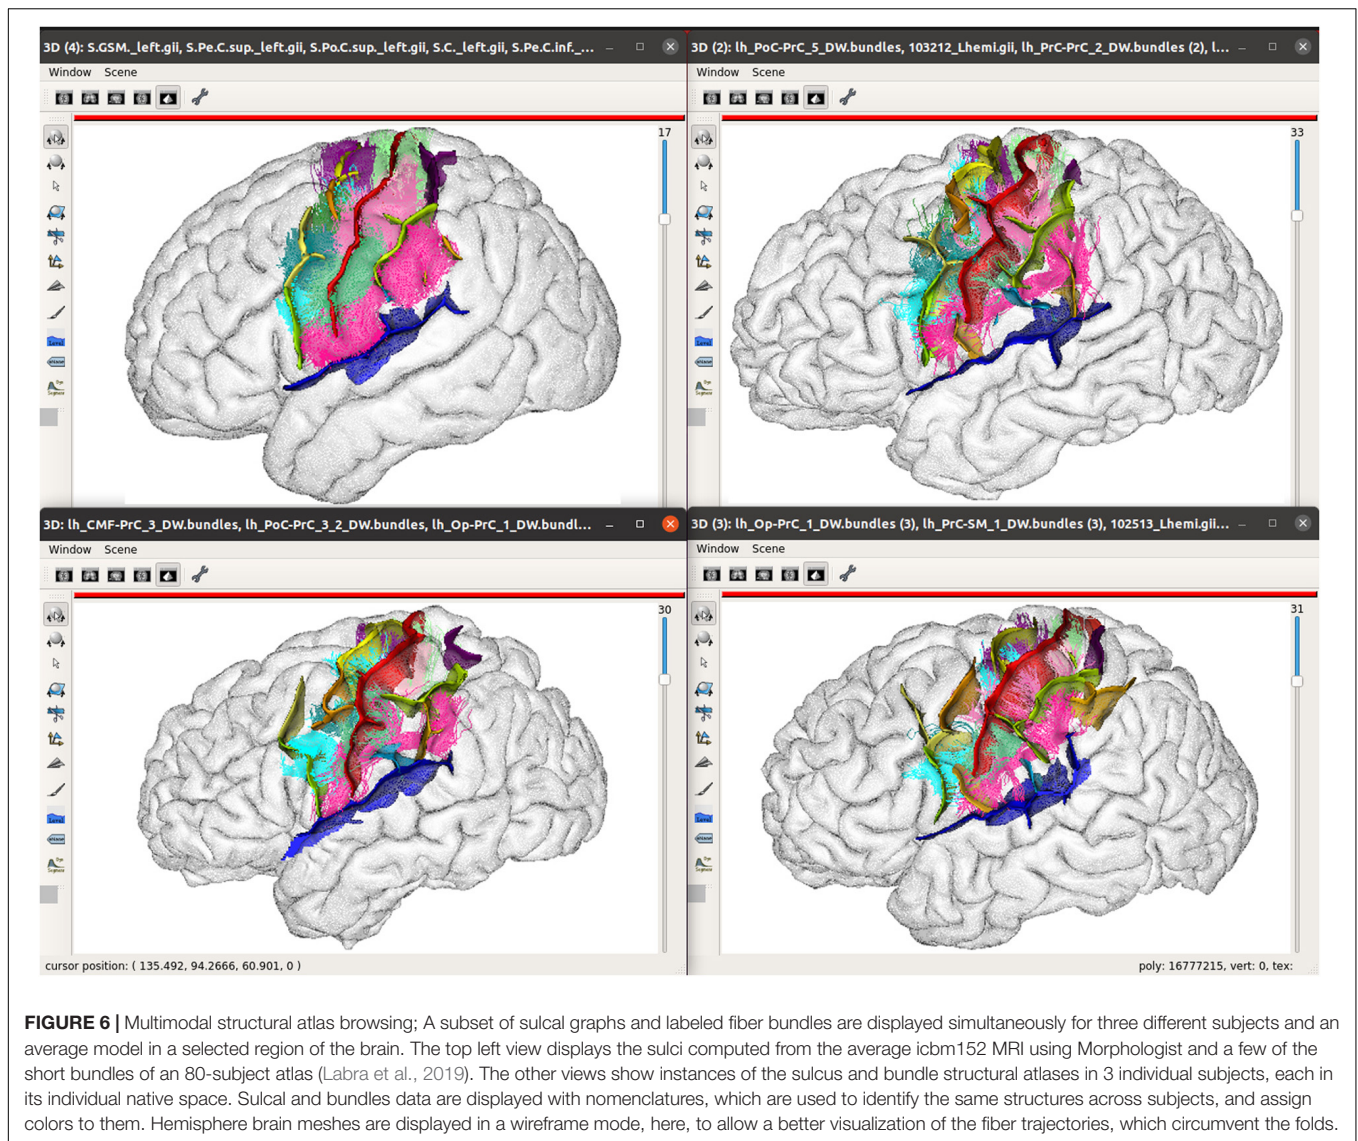 3D (4): S.GSM._left.gii, S.Pe.C.sup._left.gii, S.Po.C.sup._left.gii, S.C._left.gii, S.Pe.C.inf._...
Window Scene
17
3D (2): lh_PoC-PrC_5_DW.bundles, 103212_Lhemi.gii, lh_PrC-PrC_2_DW.bundles (2), l...
Window Scene
33
3D: lh_CMF-PrC_3_DW.bundles, lh_PoC-PrC_3_2_DW.bundles, lh_Op-PrC_1_DW.bundl...
Window Scene
30
cursor position: ( 135.492, 94.2666, 60.901, 0 )
3D (3): lh_Op-PrC_1_DW.bundles (3), lh_PrC-SM_1_DW.bundles (3), 102513_Lhemi.gii...
Window Scene
31
poly: 16777215, vert: 0, tex:
FIGURE 6 | Multimodal structural atlas browsing; A subset of sulcal graphs and labeled fiber bundles are displayed simultaneously for three different subjects and an
average model in a selected region of the brain. The top left view displays the sulci computed from the average icbm152 MRI using Morphologist and a few of the
short bundles of an 80-subject atlas (Labra et al., 2019). The other views show instances of the sulcus and bundle structural atlases in 3 individual subjects, each in
its individual native space. Sulcal and bundles data are displayed with nomenclatures, which are used to identify the same structures across subjects, and assign
colors to them. Hemisphere brain meshes are displayed in a wireframe mode, here, to allow a better visualization of the fiber trajectories, which circumvent the folds.